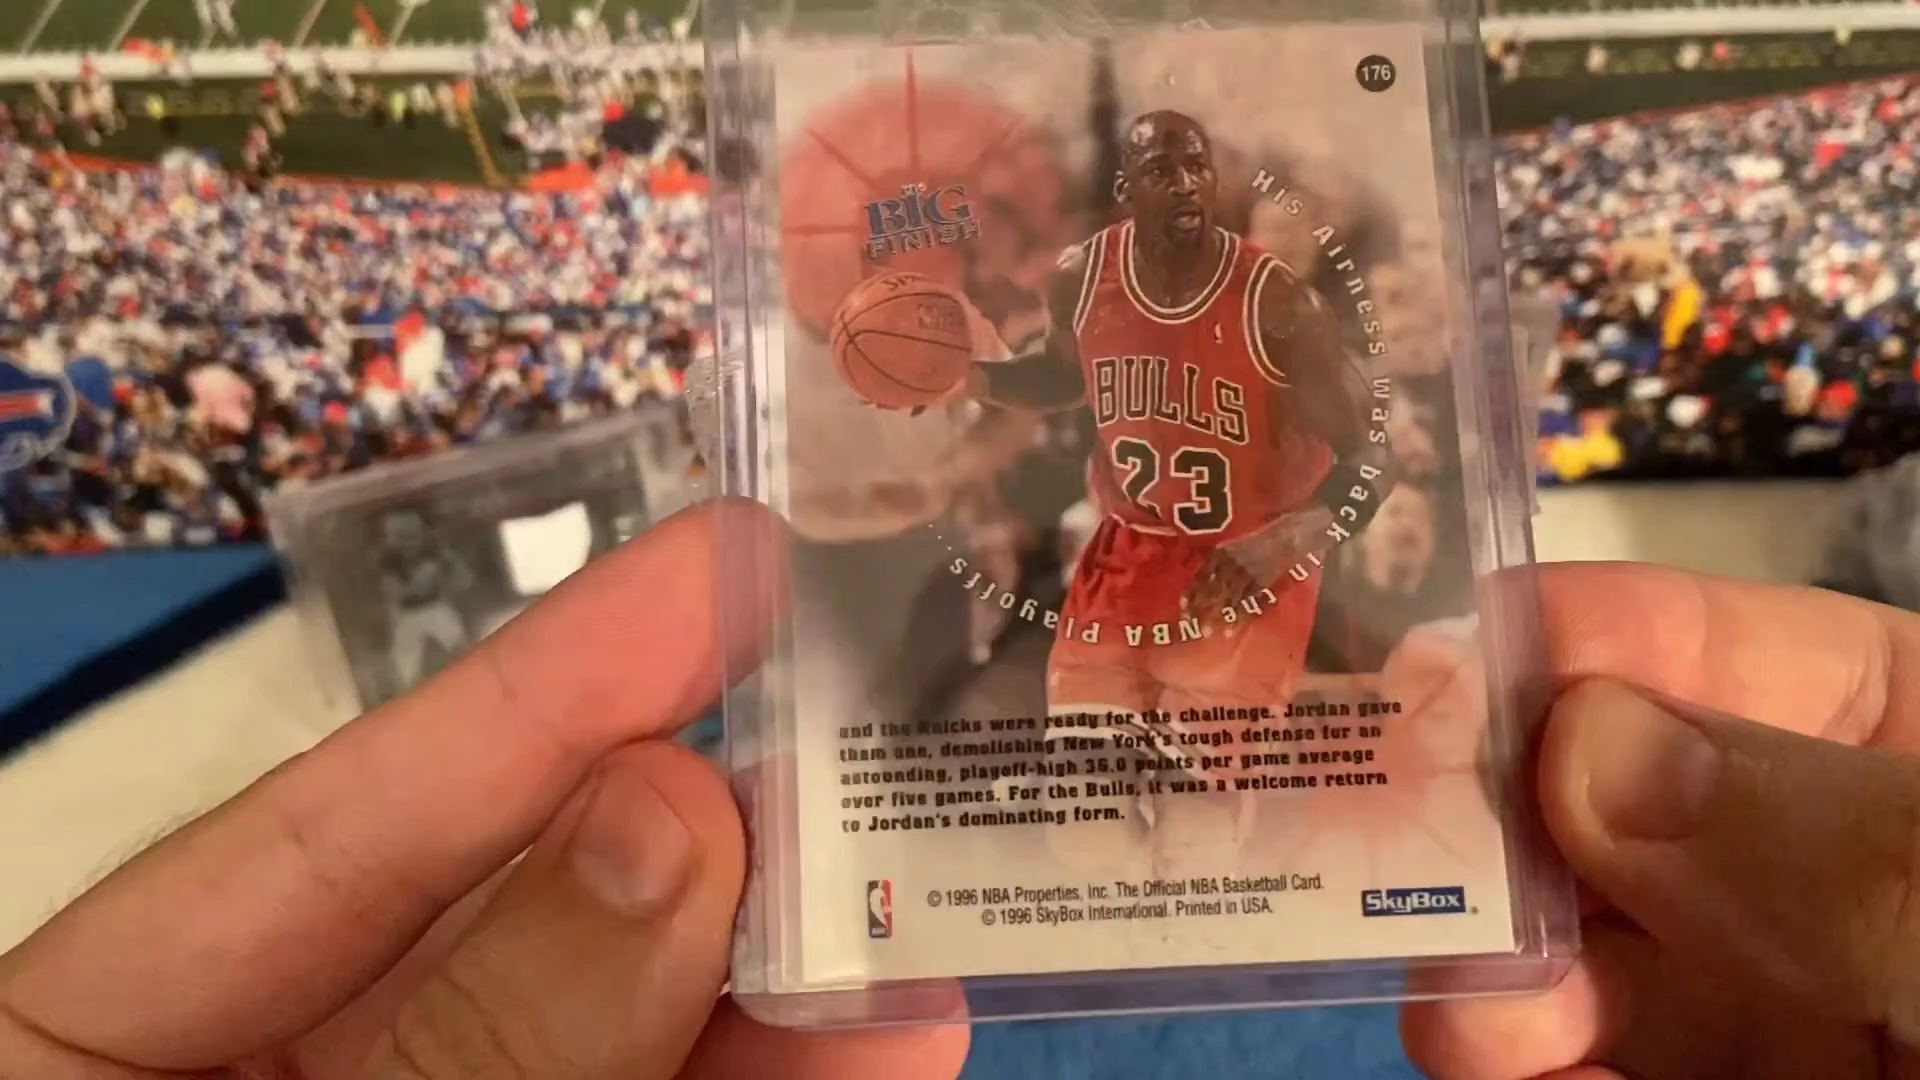 176
THE
BIG
FINISH
His Airness was back in the NBA Playoffs...
BULLS
23
and the Knicks were ready for the challenge. Jordan gave
them one, demolishing New York's tough defense for an
astounding, playoff-high 36.0 points per game average
over five games. For the Bulls, it was a welcome return
to Jordan's dominating form.
© 1996 NBA Properties, Inc. The Official NBA Basketball Card.
© 1996 SkyBox International. Printed in USA.
SkyBox